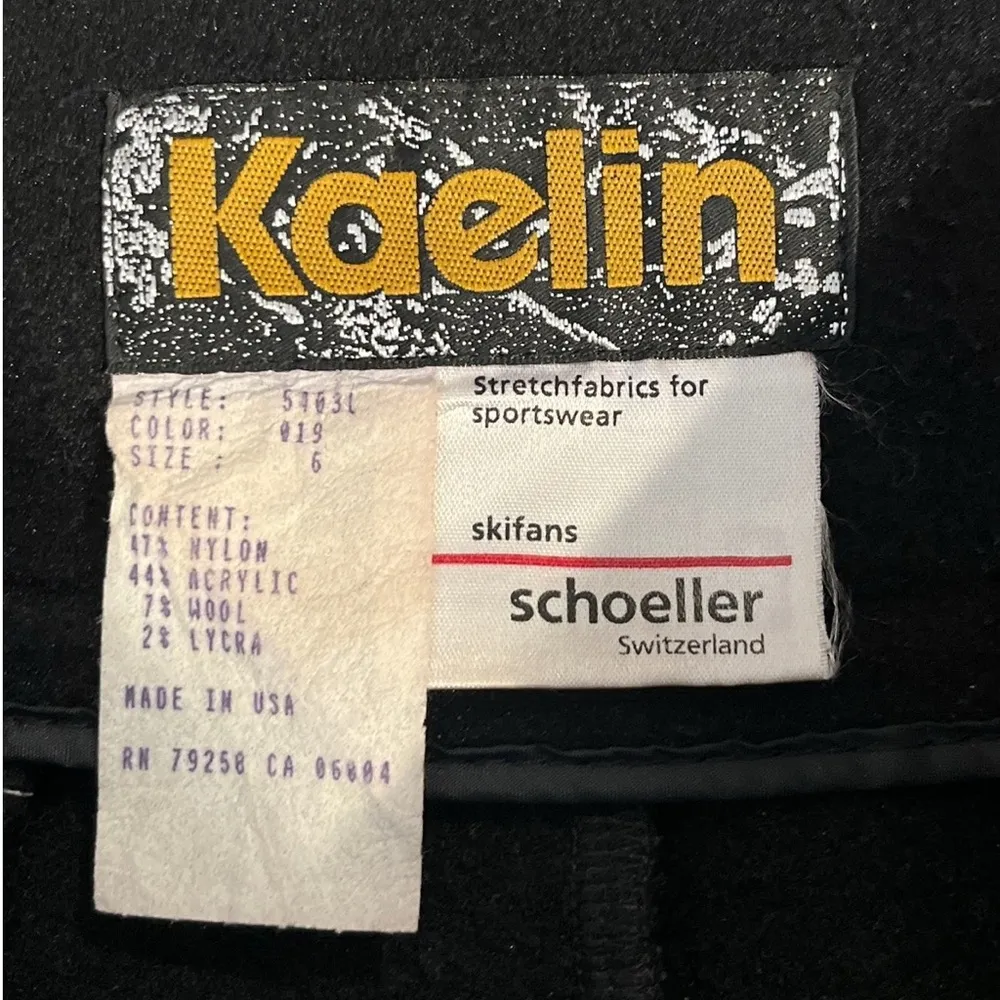 Kaelin
STYLE: 5403L
COLOR: 019
SIZE : 6
CONTENT:
47% NYLON
44% ACRYLIC
7% WOOL
2% LYCRA
MADE IN USA
RN 79258 CA 06004
Stretchfabrics for
sportswear
skifans
schoeller
Switzerland